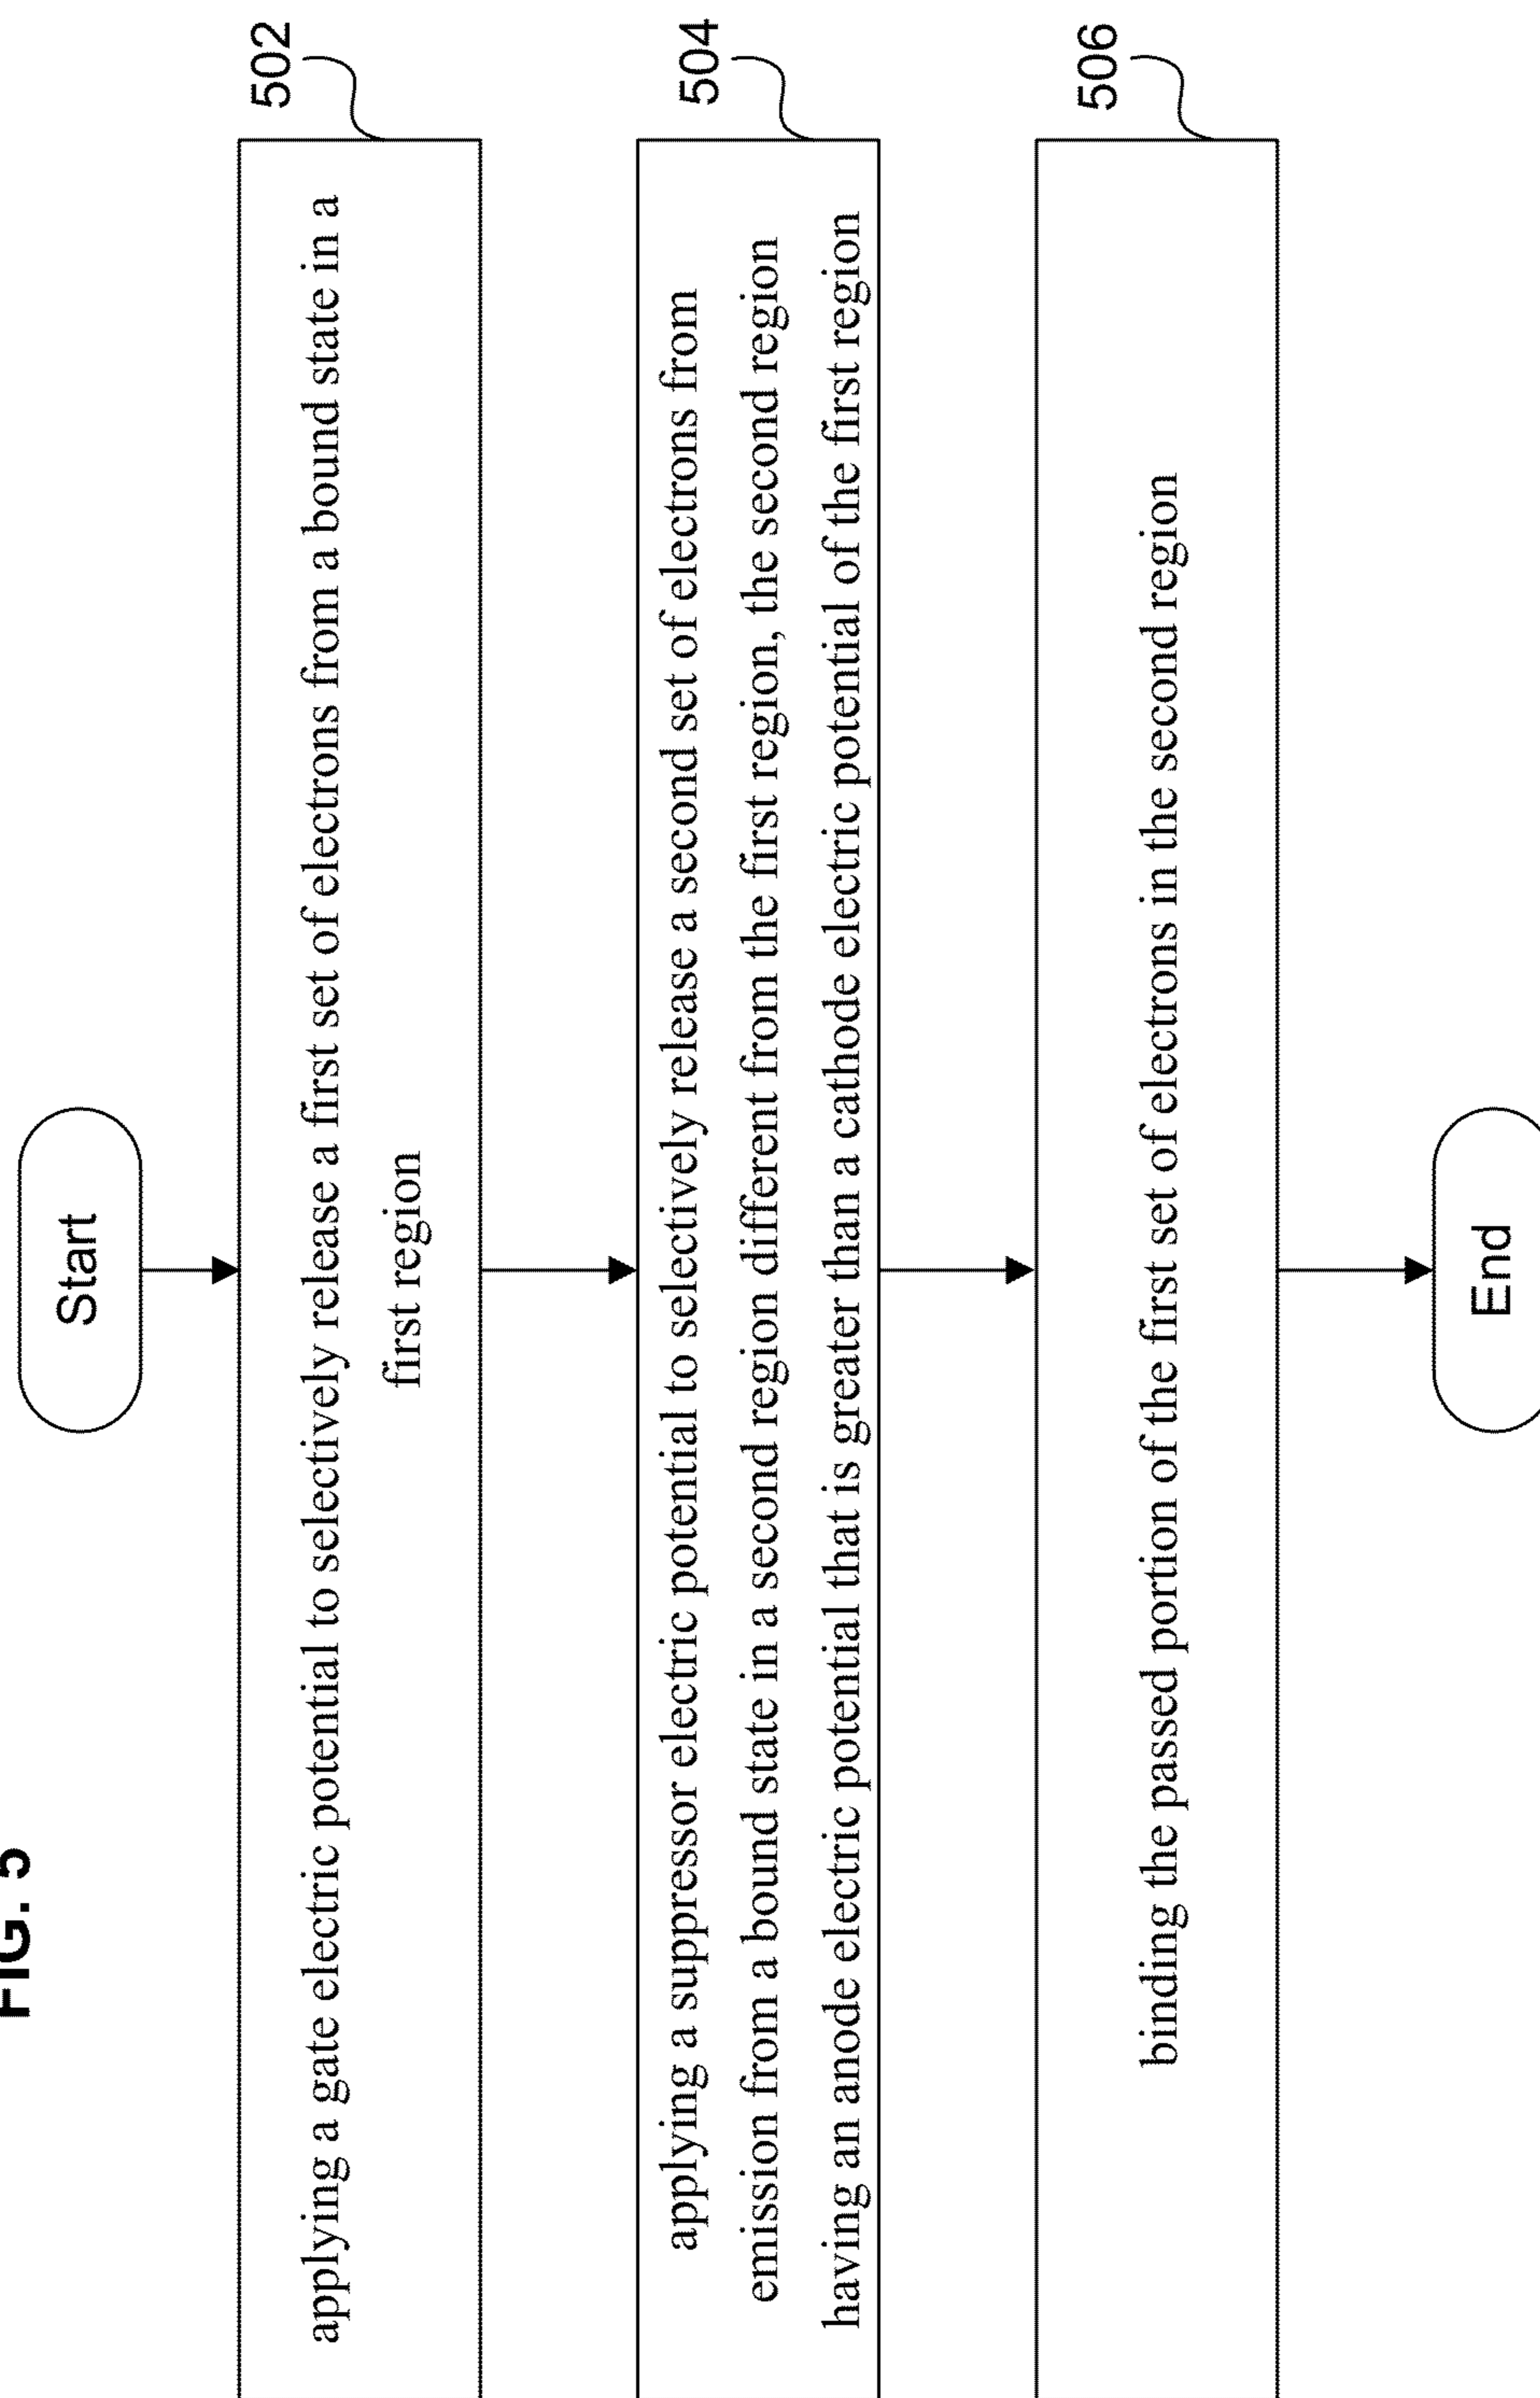 FIG. 5
Start
502
applying a gate electric potential to selectively release a first set of electrons from a bound state in a
first region
504
applying a suppressor electric potential to selectively release a second set of electrons from
emission from a bound state in a second region different from the first region, the second region
having an anode electric potential that is greater than a cathode electric potential of the first region
506
binding the passed portion of the first set of electrons in the second region
End